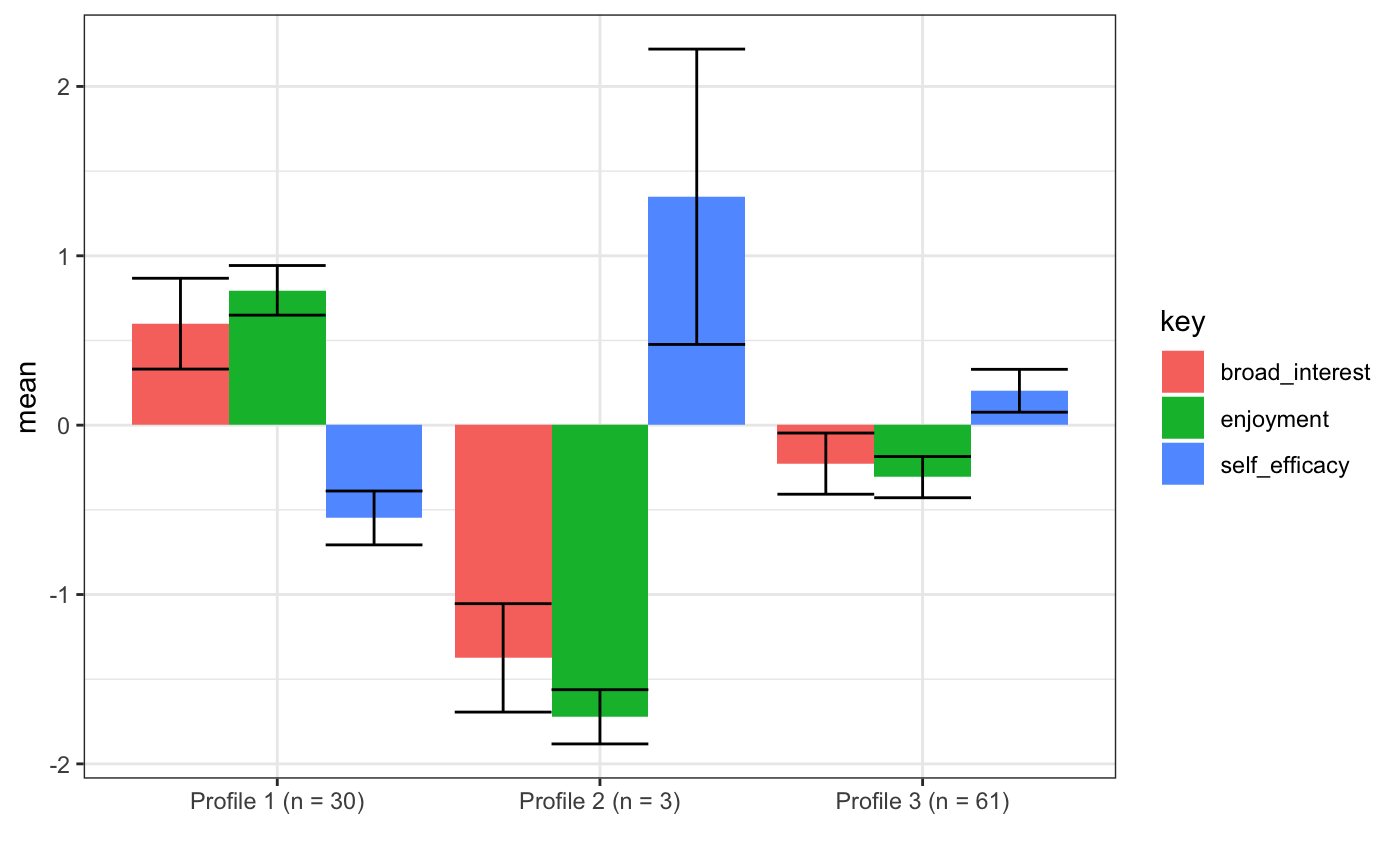 2
1
0
-1
-2
mean
Profile 1 (n = 30)
Profile 2 (n = 3)
Profile 3 (n = 61)
key
broad_interest
enjoyment
self_efficacy